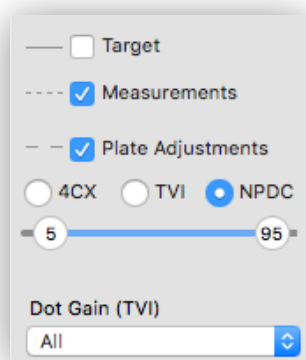 Target
Measurements
Plate Adjustments
4CX TVI NPDC
5 95
Dot Gain (TVI)
All